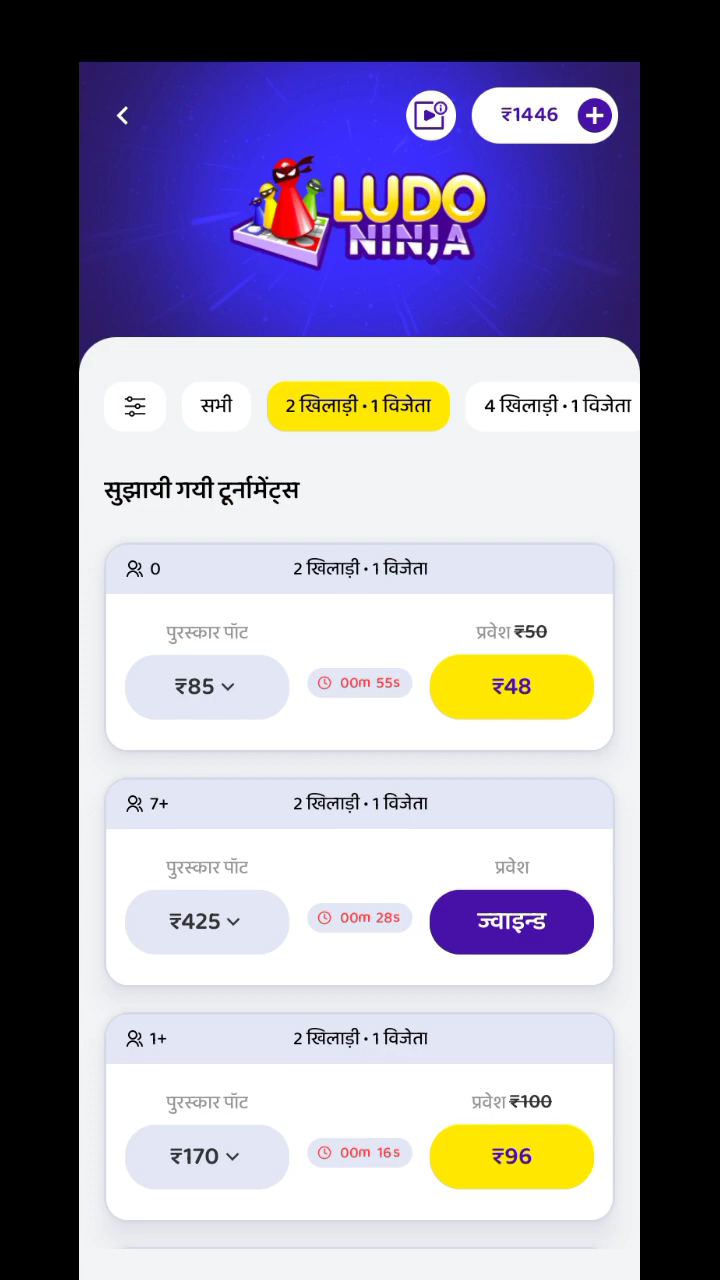 ₹1446
LUDO
NINJA
सभी
2 खिलाड़ी • 1 विजेता
4 खिलाड़ी • 1 विजेता
सुझायी गयी टूर्नामेंट्स
0
2 खिलाड़ी • 1 विजेता
पुरस्कार पॉट
प्रवेश ₹50
₹85
00m 55s
₹48
7+
2 खिलाड़ी • 1 विजेता
पुरस्कार पॉट
प्रवेश
₹425
00m 28s
ज्वाइन्ड
1+
2 खिलाड़ी • 1 विजेता
पुरस्कार पॉट
प्रवेश ₹100
₹170
00m 16s
₹96